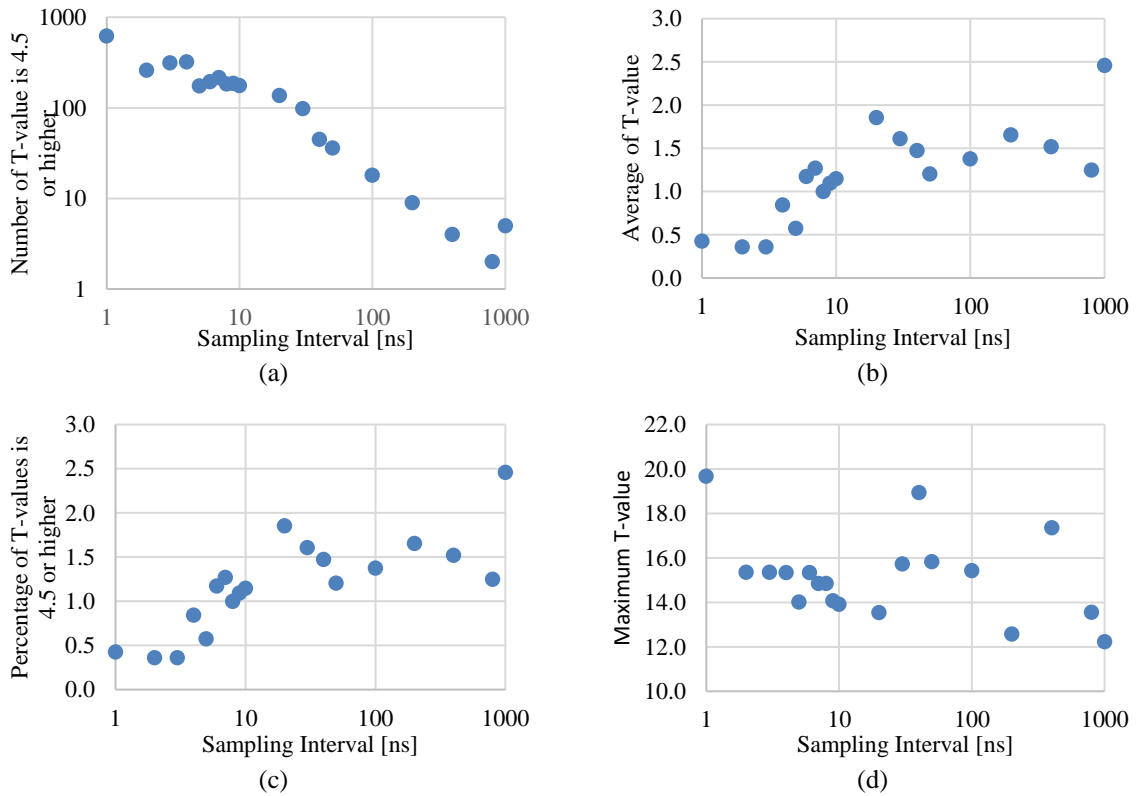 1000
100
10
1
Number of T-value is 4.5
or higher
1 10 100 1000
Sampling Interval [ns]
(a)
3.0
2.5
2.0
1.5
1.0
0.5
0.0
Average of T-value
1 10 100 1000
Sampling Interval [ns]
(b)
3.0
2.5
2.0
1.5
1.0
0.5
0.0
Percentage of T-values is
4.5 or higher
1 10 100 1000
Sampling Interval [ns]
(c)
22.0
20.0
18.0
16.0
14.0
12.0
10.0
Maximum T-value
1 10 100 1000
Sampling Interval [ns]
(d)